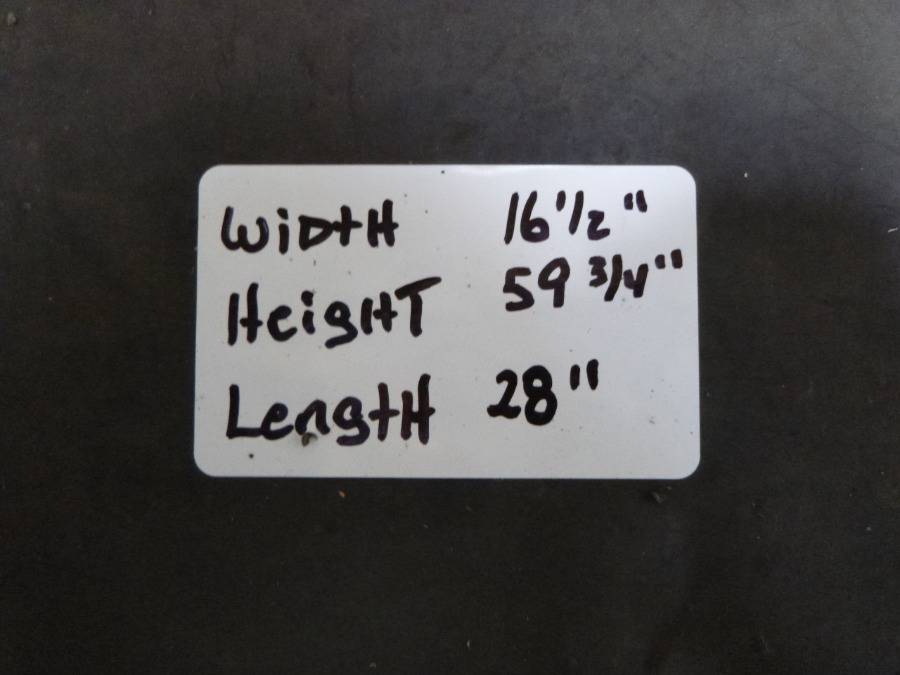 WiDtH 16 1/2"
HeigHT 59 3/4"
LengtH 28"